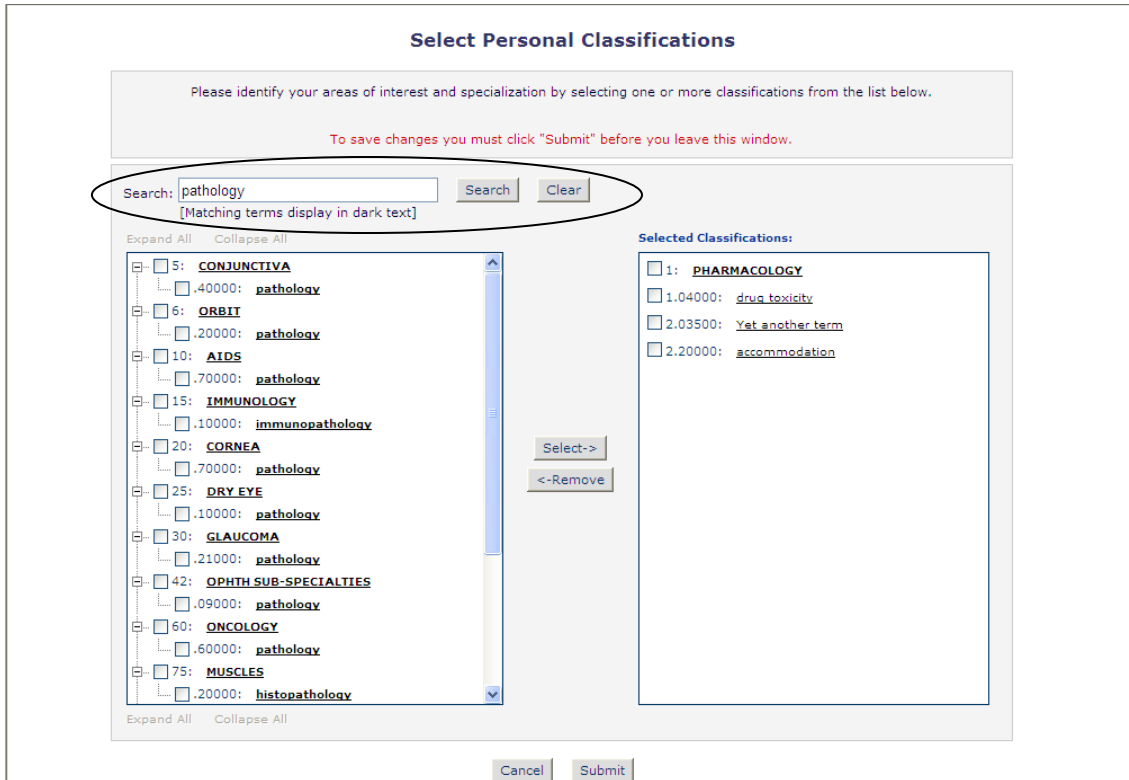 Select Personal Classifications
Please identify your areas of interest and specialization by selecting one or more classifications from the list below.
To save changes you must click "Submit" before you leave this window.
Search: pathology Search Clear
[Matching terms display in dark text]
Expand All Collapse All
5: CONJUNCTIVA
.40000: pathology
6: ORBIT
.20000: pathology
10: AIDS
.70000: pathology
15: IMMUNOLOGY
.10000: immunopathology
20: CORNEA
.70000: pathology
25: DRY EYE
.10000: pathology
30: GLAUCOMA
.21000: pathology
42: OPHTH SUB-SPECIALTIES
.09000: pathology
60: ONCOLOGY
.60000: pathology
75: MUSCLES
.20000: histopathology
Expand All Collapse All
Select->
<-Remove
Selected Classifications:
1: PHARMACOLOGY
1.04000: drug toxicity
2.03500: Yet another term
2.20000: accommodation
Cancel Submit